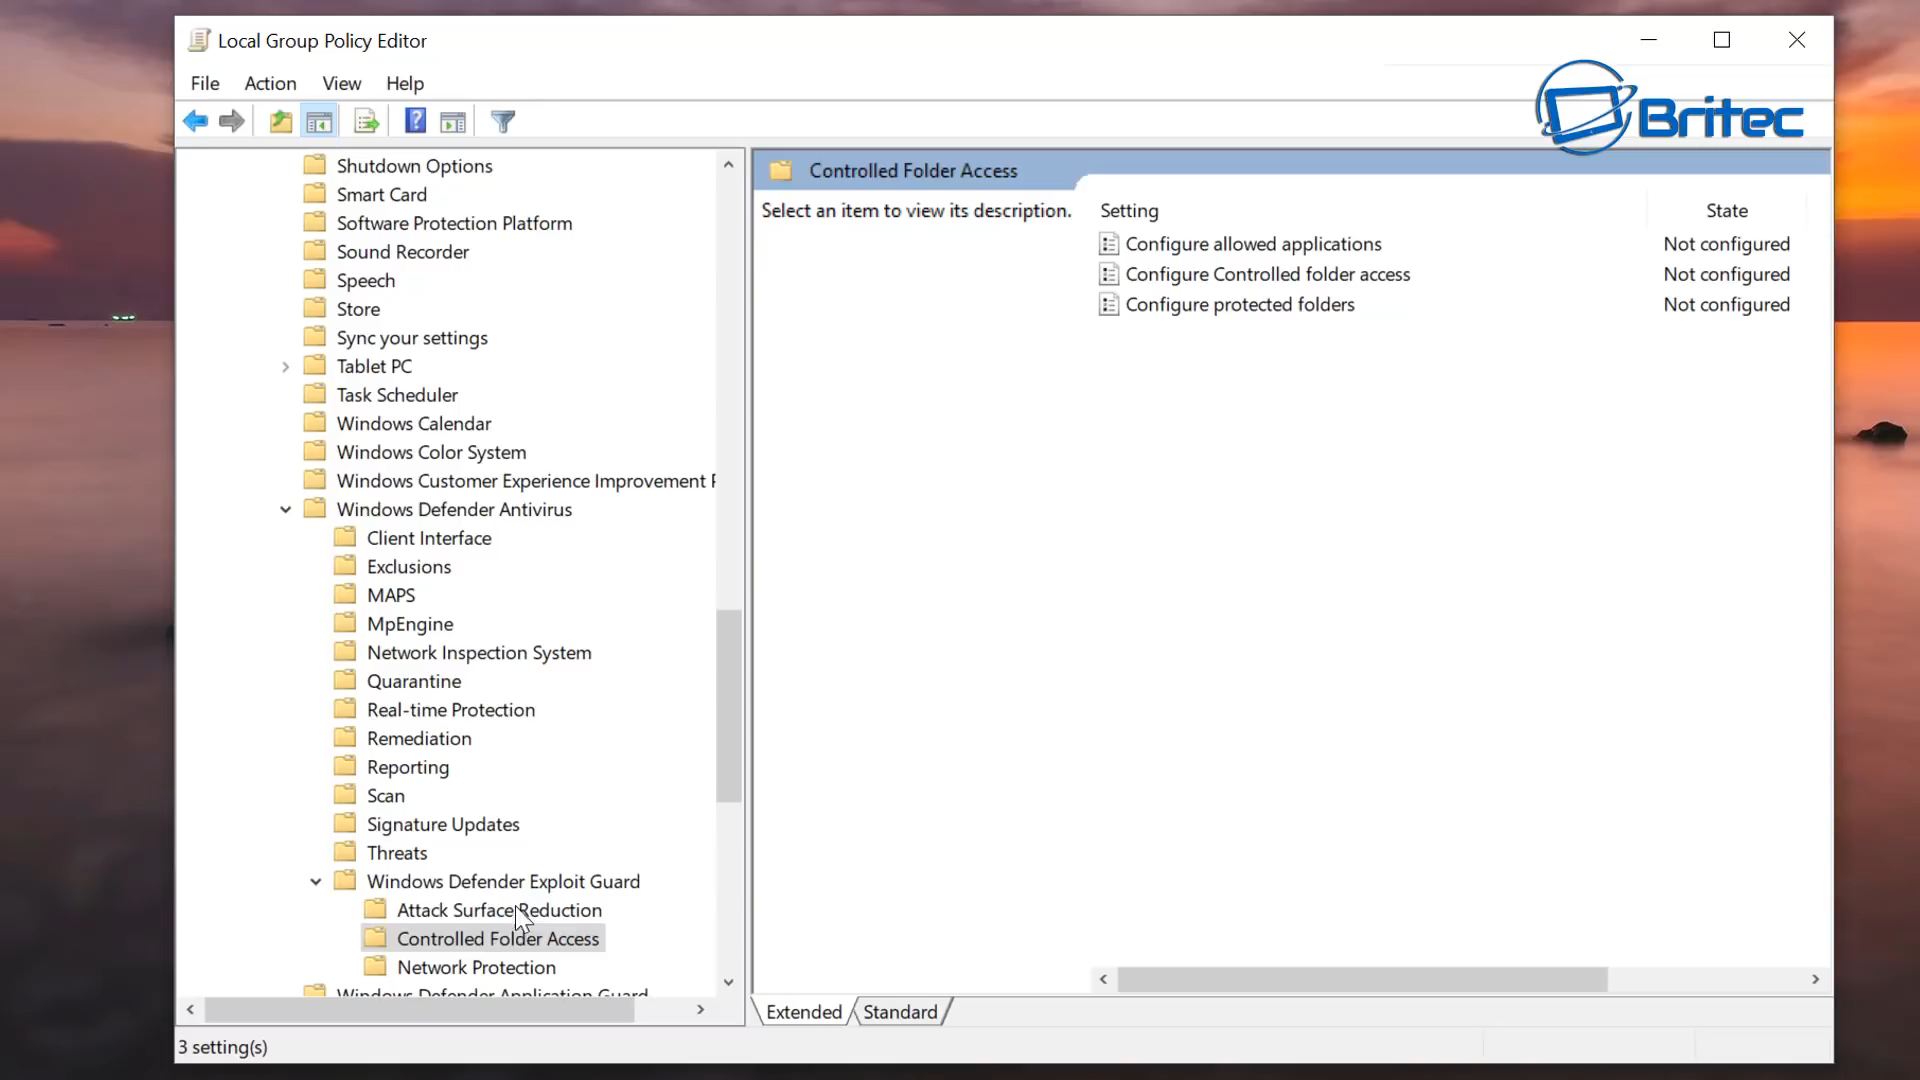 Local Group Policy Editor
File Action View Help
Britec
Shutdown Options
Smart Card
Software Protection Platform
Sound Recorder
Speech
Store
Sync your settings
Tablet PC
Task Scheduler
Windows Calendar
Windows Color System
Windows Customer Experience Improvement P
Windows Defender Antivirus
Client Interface
Exclusions
MAPS
MpEngine
Network Inspection System
Quarantine
Real-time Protection
Remediation
Reporting
Scan
Signature Updates
Threats
Windows Defender Exploit Guard
Attack Surface Reduction
Controlled Folder Access
Network Protection
Windows Defender Application Guard
Controlled Folder Access
Select an item to view its description.
Setting State
Configure allowed applications Not configured
Configure Controlled folder access Not configured
Configure protected folders Not configured
Extended Standard
3 setting(s)